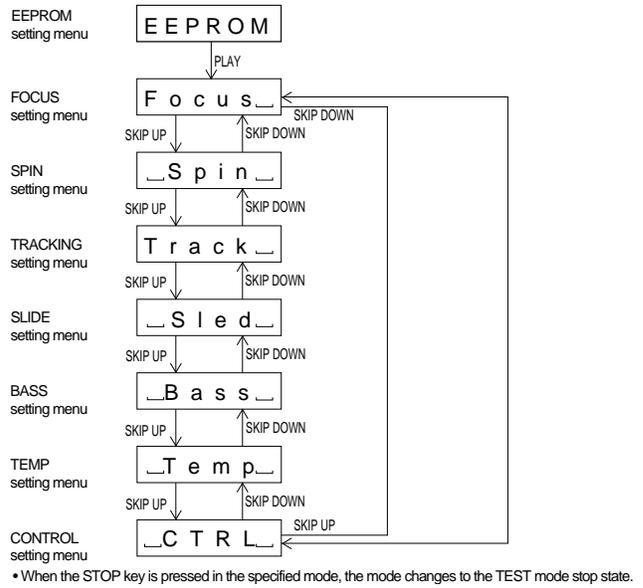 EEPROM
setting menu
EEPROM
PLAY
FOCUS
setting menu
Focus⎵
SKIP DOWN
SKIP UP
SKIP DOWN
SPIN
setting menu
⎵Spin⎵
SKIP UP
SKIP DOWN
TRACKING
setting menu
Track⎵
SKIP UP
SKIP DOWN
SLIDE
setting menu
⎵Sled⎵
SKIP UP
SKIP DOWN
BASS
setting menu
⎵Bass⎵
SKIP UP
SKIP DOWN
TEMP
setting menu
⎵Temp⎵
SKIP UP
SKIP DOWN
CONTROL
setting menu
⎵CTRL⎵
SKIP UP
• When the STOP key is pressed in the specified mode, the mode changes to the TEST mode stop state.